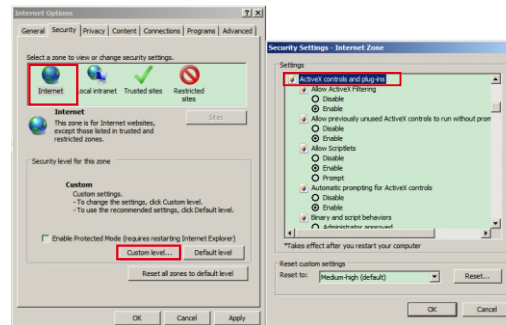 Internet Options
General Security Privacy Content Connections Programs Advanced
Select a zone to view or change security settings.
Internet Local intranet Trusted sites Restricted sites
Internet
This zone is for Internet websites,
except those listed in trusted and
restricted zones.
Sites
Security level for this zone
Custom
Custom settings.
- To change the settings, click Custom level.
- To use the recommended settings, click Default level.
Enable Protected Mode (requires restarting Internet Explorer)
Custom level... Default level
Reset all zones to default level
OK Cancel Apply
Security Settings - Internet Zone
Settings
ActiveX controls and plug-ins
Allow ActiveX Filtering
Disable
Enable
Allow previously unused ActiveX controls to run without prom
Disable
Enable
Allow Scriptlets
Disable
Enable
Prompt
Automatic prompting for ActiveX controls
Disable
Enable
Binary and script behaviors
Administrator approved
*Takes effect after you restart your computer
Reset custom settings
Reset to: Medium-high (default) Reset...
OK Cancel